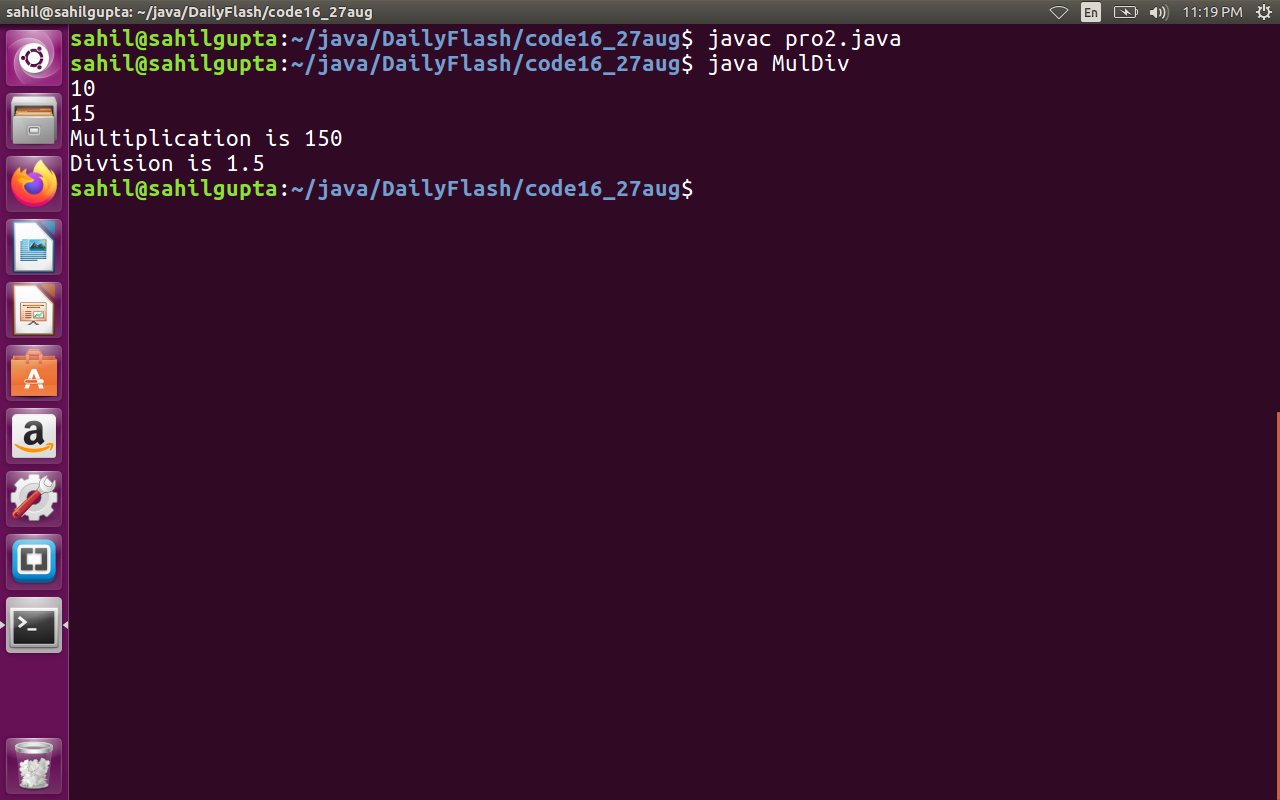 sahil@sahilgupta: ~/java/DailyFlash/code16_27aug
En
11:19 PM
sahil@sahilgupta:~/java/DailyFlash/code16_27aug$ javac pro2.java
sahil@sahilgupta:~/java/DailyFlash/code16_27aug$ java MulDiv
10
15
Multiplication is 150
Division is 1.5
sahil@sahilgupta:~/java/DailyFlash/code16_27aug$